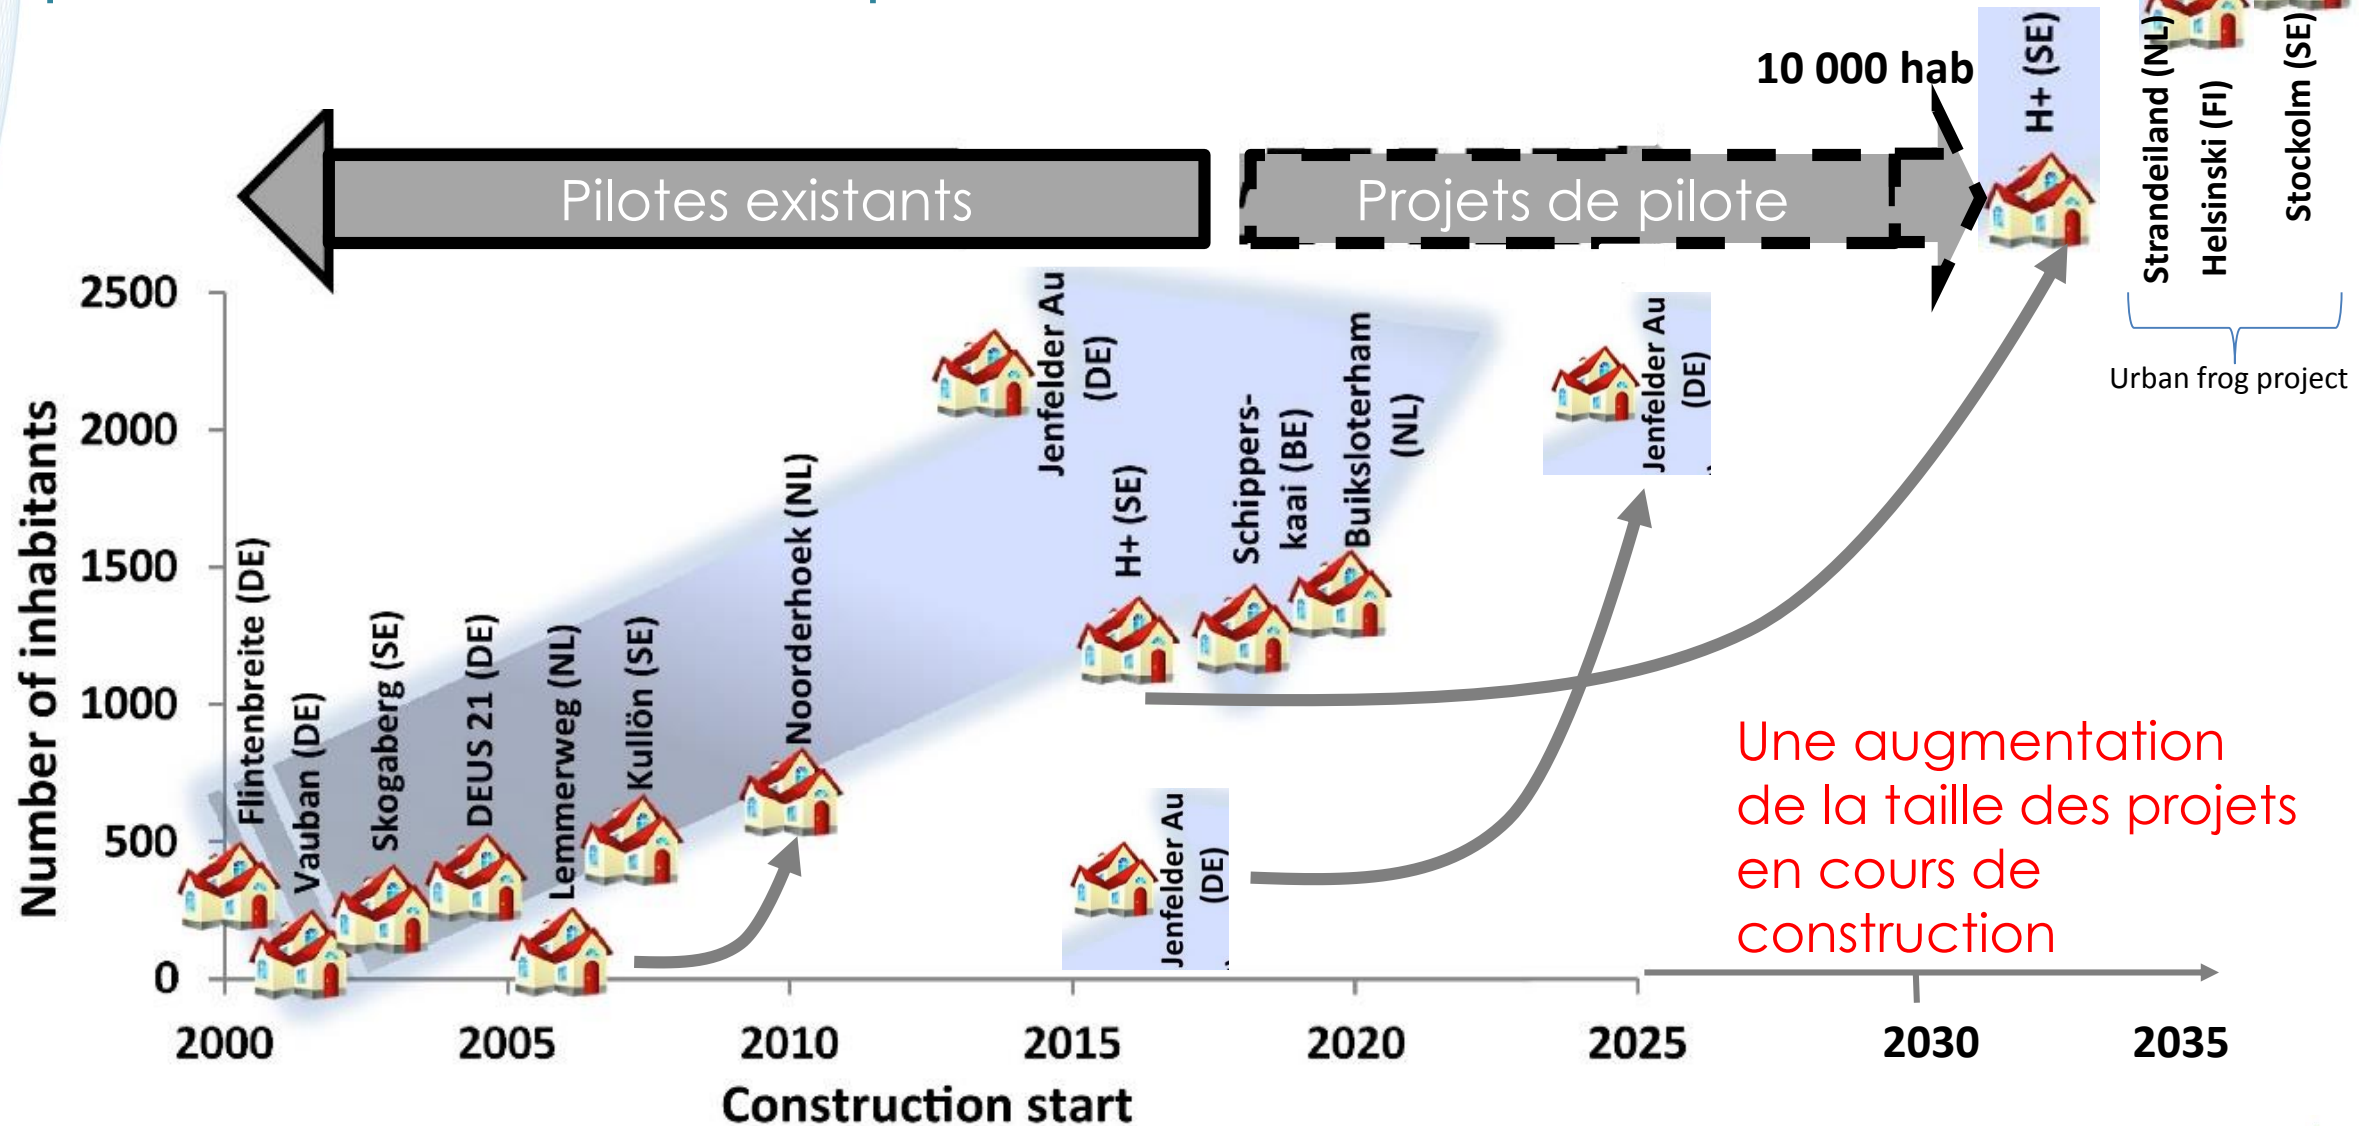 10 000 hab
H+ (SE)
Strandeiland (NL)
Helsinski (FI)
Stockolm (SE)
Urban frog project
Pilotes existants
Projets de pilote
Number of inhabitants
2500
2000
1500
1000
500
0
Flintenbreite (DE)
Vauban (DE)
Skogaberg (SE)
DEUS 21 (DE)
Lemmerweg (NL)
Kullön (SE)
Noorderhoek (NL)
Jenfelder Au
(DE)
H+ (SE)
Schippers-
kaai (BE)
Buiksloterham
(NL)
Jenfelder Au
(DE)
Jenfelder Au
(DE)
Une augmentation
de la taille des projets
en cours de
construction
2000
2005
2010
2015
2020
2025
2030
2035
Construction start